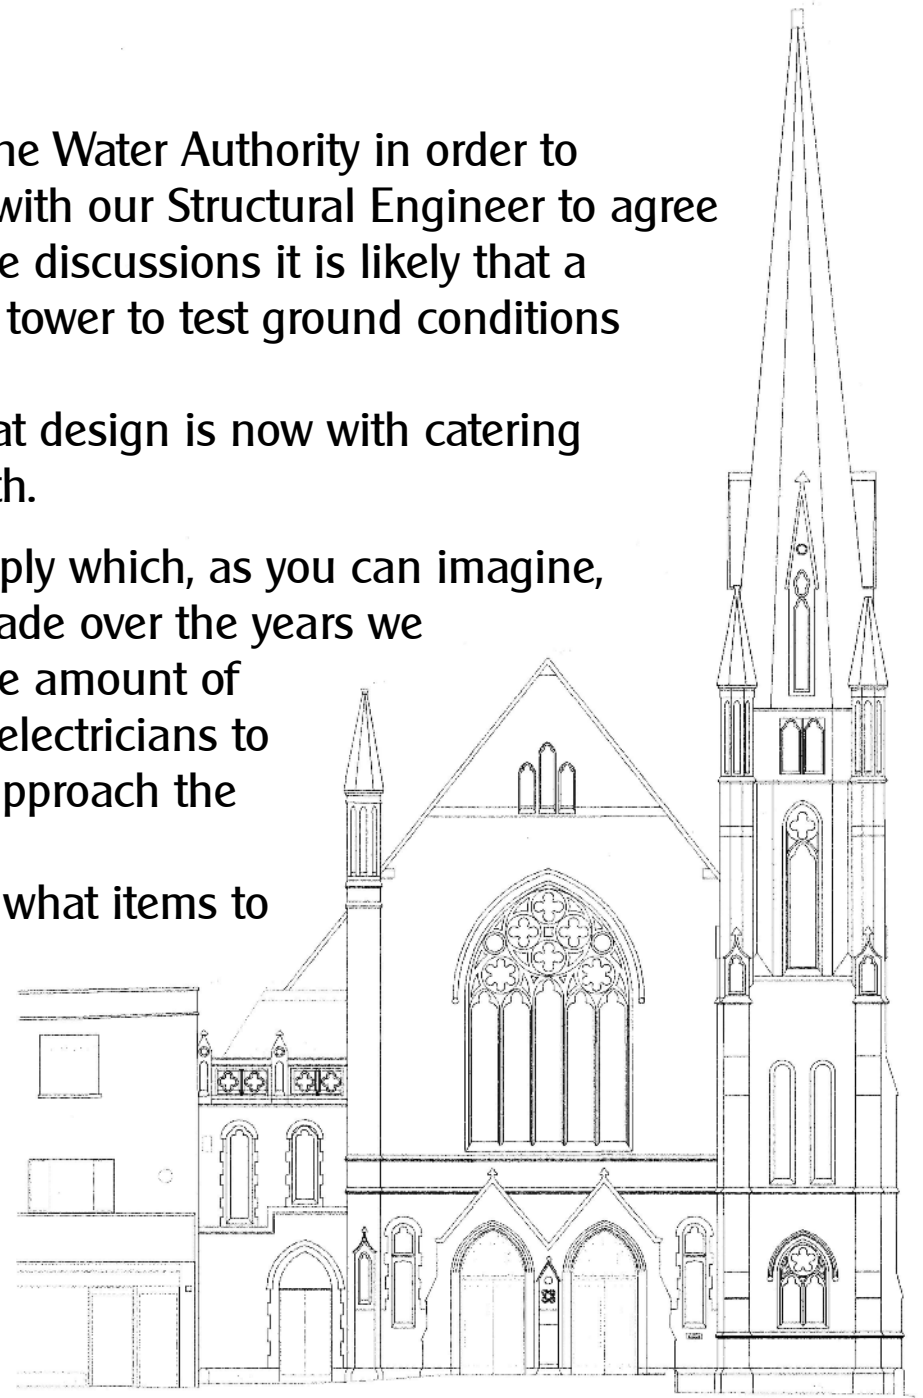 he Water Authority in order to
with our Structural Engineer to agree
e discussions it is likely that a
tower to test ground conditions
at design is now with catering
th.
ply which, as you can imagine,
ade over the years we
e amount of
electricians to
pproach the
what items to